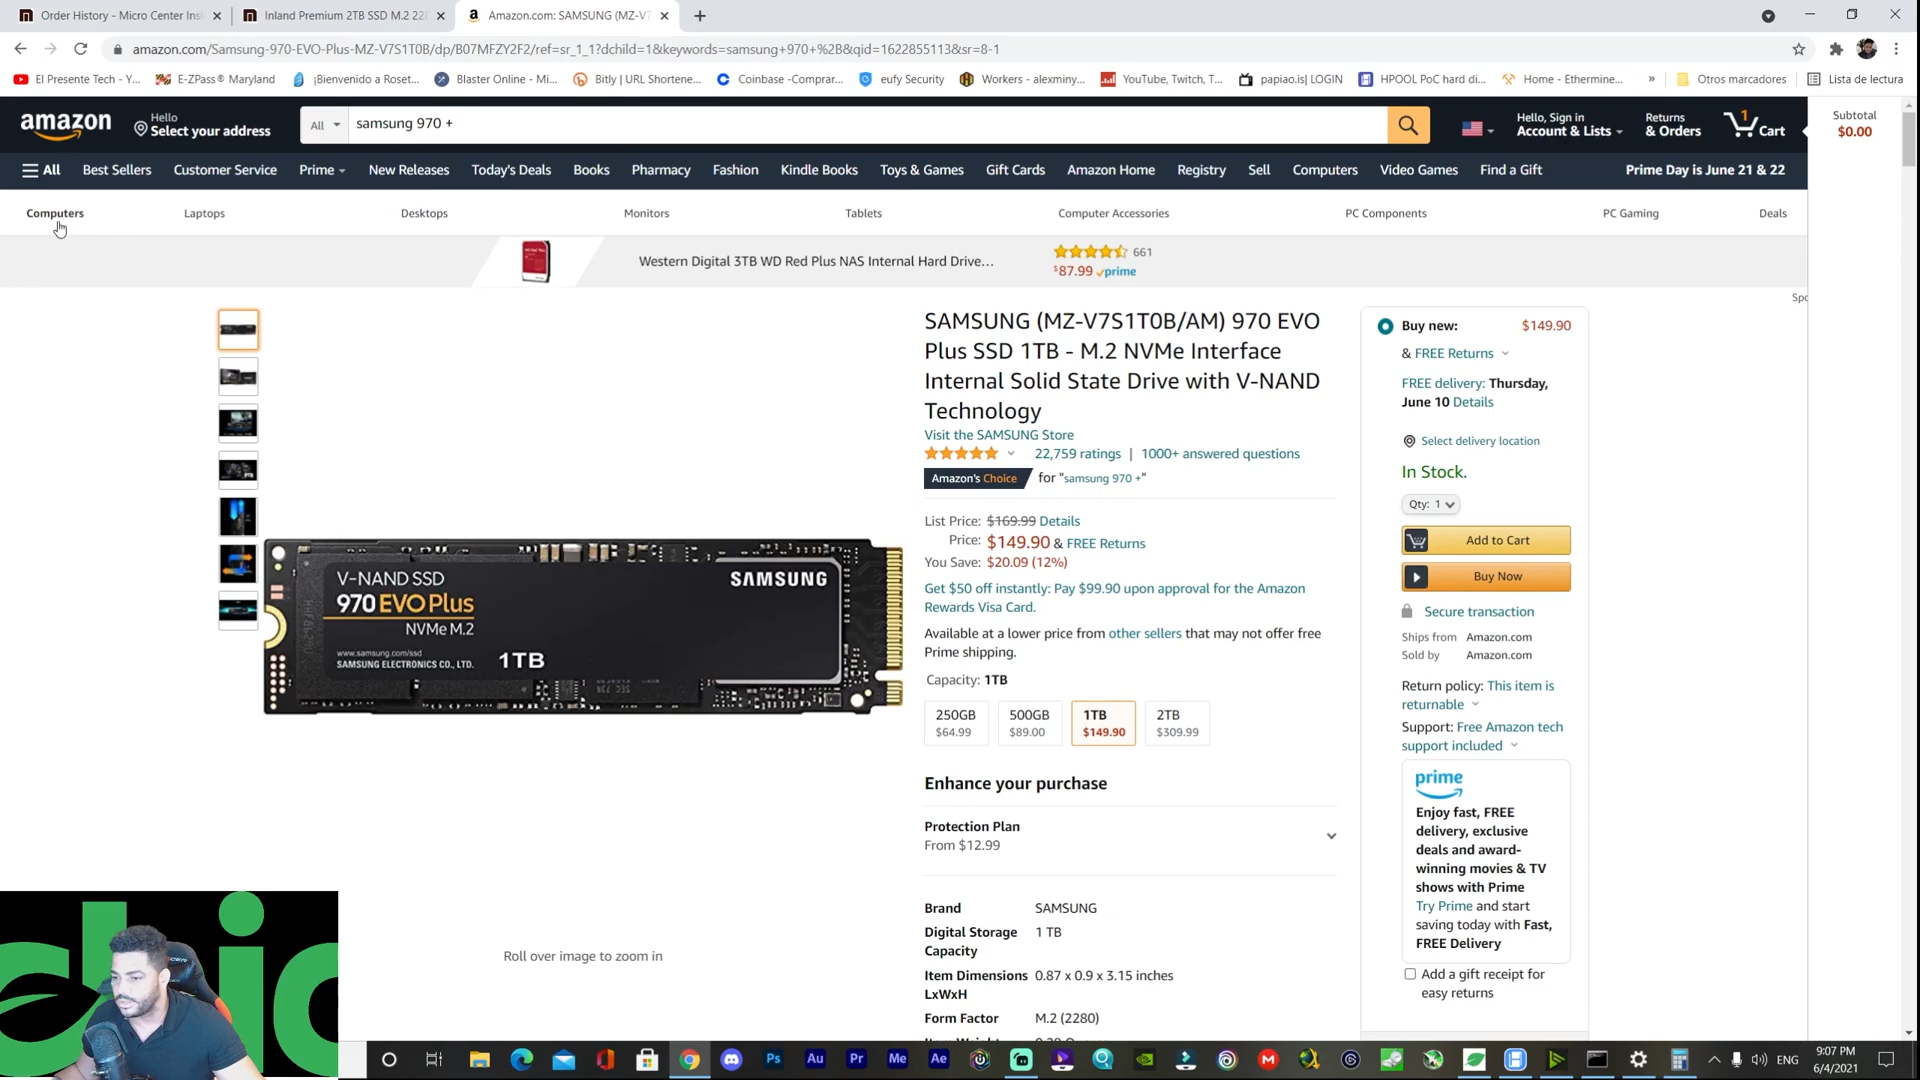 Order History - Micro Center Ins
Inland Premium 2TB SSD M.2 228
Amazon.com: SAMSUNG (MZ-V7
amazon.com/Samsung-970-EVO-Plus-MZ-V7S1T0B/dp/B07MFZY2F2/ref=sr_1_1?dchild=1&keywords=samsung+970+%2B&qid=1622855113&sr=8-1
El Presente Tech - Y...
E-ZPass® Maryland
¡Bienvenido a Roset...
Blaster Online - Mi...
Bitly | URL Shortene...
Coinbase -Comprar...
eufy Security
Workers - alexminy...
YouTube, Twitch, T...
papiao.is| LOGIN
HPOOL PoC hard di...
Home - Ethermine...
»
Otros marcadores
Lista de lectura
amazon
Hello
Select your address
All
samsung 970 +
Hello, Sign in
Account & Lists
Returns
& Orders
1
Cart
Subtotal
$0.00
All
Best Sellers
Customer Service
Prime
New Releases
Today's Deals
Books
Pharmacy
Fashion
Kindle Books
Toys & Games
Gift Cards
Amazon Home
Registry
Sell
Computers
Video Games
Find a Gift
Prime Day is June 21 & 22
Computers
Laptops
Desktops
Monitors
Tablets
Computer Accessories
PC Components
PC Gaming
Deals
Western Digital 3TB WD Red Plus NAS Internal Hard Drive...
661
$87.99 prime
Spo
SAMSUNG (MZ-V7S1T0B/AM) 970 EVO
Plus SSD 1TB - M.2 NVMe Interface
Internal Solid State Drive with V-NAND
Technology
Visit the SAMSUNG Store
22,759 ratings | 1000+ answered questions
Amazon's Choice for "samsung 970 +"
List Price: $169.99 Details
Price: $149.90 & FREE Returns
You Save: $20.09 (12%)
Get $50 off instantly: Pay $99.90 upon approval for the Amazon
Rewards Visa Card.
Available at a lower price from other sellers that may not offer free
Prime shipping.
Capacity: 1TB
250GB
$64.99
500GB
$89.00
1TB
$149.90
2TB
$309.99
Enhance your purchase
Protection Plan
From $12.99
Brand SAMSUNG
Digital Storage 1 TB
Capacity
Item Dimensions 0.87 x 0.9 x 3.15 inches
LxWxH
Form Factor M.2 (2280)
V-NAND SSD
970 EVO Plus
NVMe M.2
SAMSUNG
www.samsung.com/ssd
SAMSUNG ELECTRONICS CO., LTD.
1TB
Roll over image to zoom in
Buy new: $149.90
& FREE Returns
FREE delivery: Thursday,
June 10 Details
Select delivery location
In Stock.
Qty: 1
Add to Cart
Buy Now
Secure transaction
Ships from Amazon.com
Sold by Amazon.com
Return policy: This item is
returnable
Support: Free Amazon tech
support included
prime
Enjoy fast, FREE
delivery, exclusive
deals and award-
winning movies & TV
shows with Prime
Try Prime and start
saving today with Fast,
FREE Delivery
Add a gift receipt for
easy returns
Ps
Au
Pr
Me
Ae
ENG
9:07 PM
6/4/2021